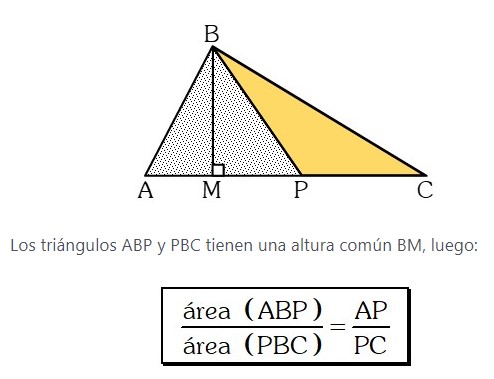 B
A M P C
Los triángulos ABP y PBC tienen una altura común BM, luego:
área (ABP) / área (PBC) = AP / PC